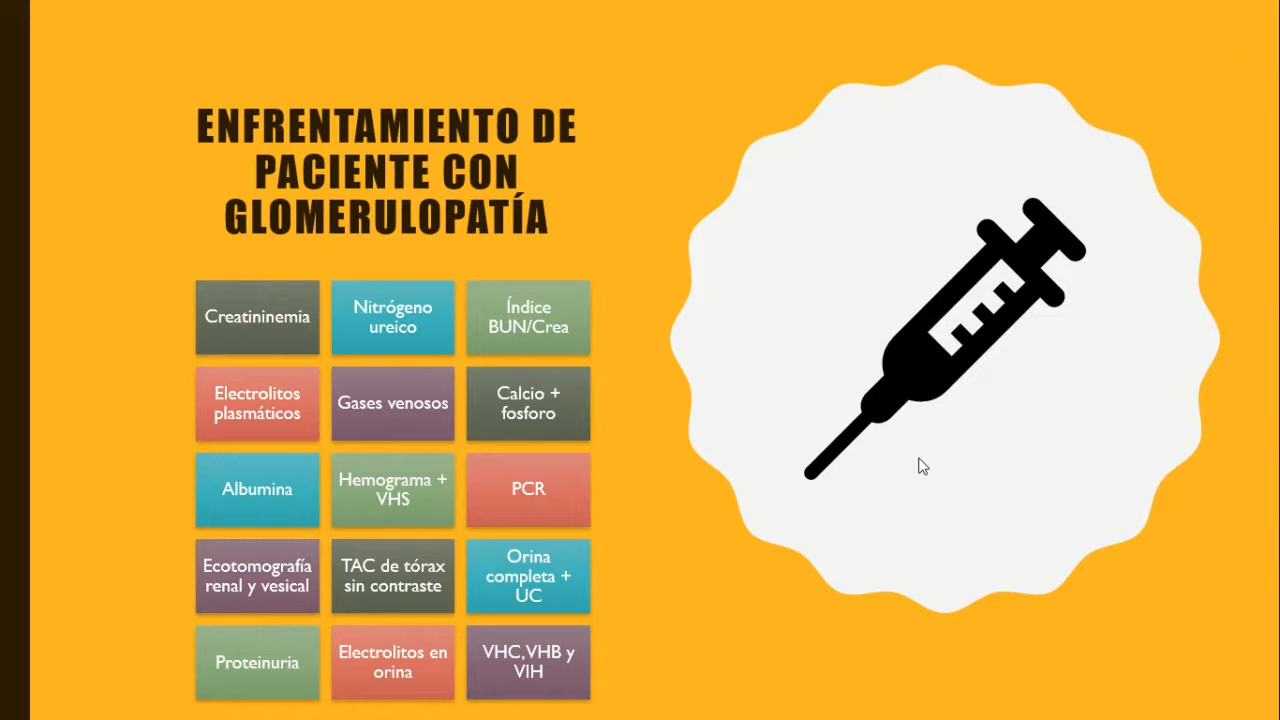 ENFRENTAMIENTO DE
PACIENTE CON
GLOMERULOPATÍA
Creatininemia
Nitrógeno
ureico
Índice
BUN/Crea
Electrolitos
plasmáticos
Gases venosos
Calcio +
fosforo
Albumina
Hemograma +
VHS
PCR
Ecotomografía
renal y vesical
TAC de tórax
sin contraste
Orina
completa +
UC
Proteinuria
Electrolitos en
orina
VHC,VHB y
VIH